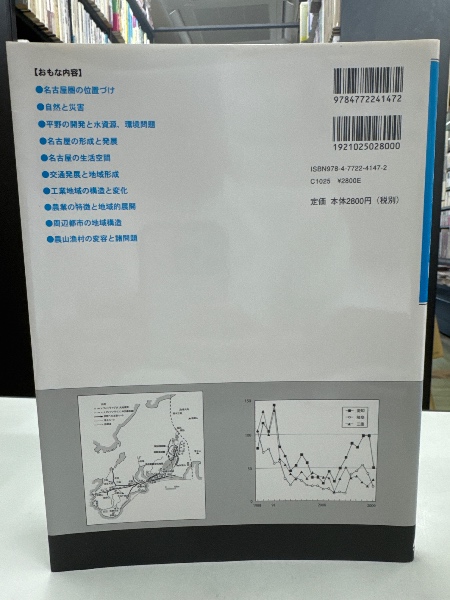 【おもな内容】
●名古屋圏の位置づけ
●自然と災害
●平野の開発と水資源、環境問題
●名古屋の形成と発展
●名古屋の生活空間
●交通発展と地域形成
●工業地域の構造と変化
●農業の特徴と地域的展開
●周辺都市の地域構造
●農山漁村の変容と諸問題
9784772241472
1921025028000
ISBN978-4-7722-4147-2
C1025 ¥2800E
定価 本体2800円（税別）
愛知
岐阜
三重